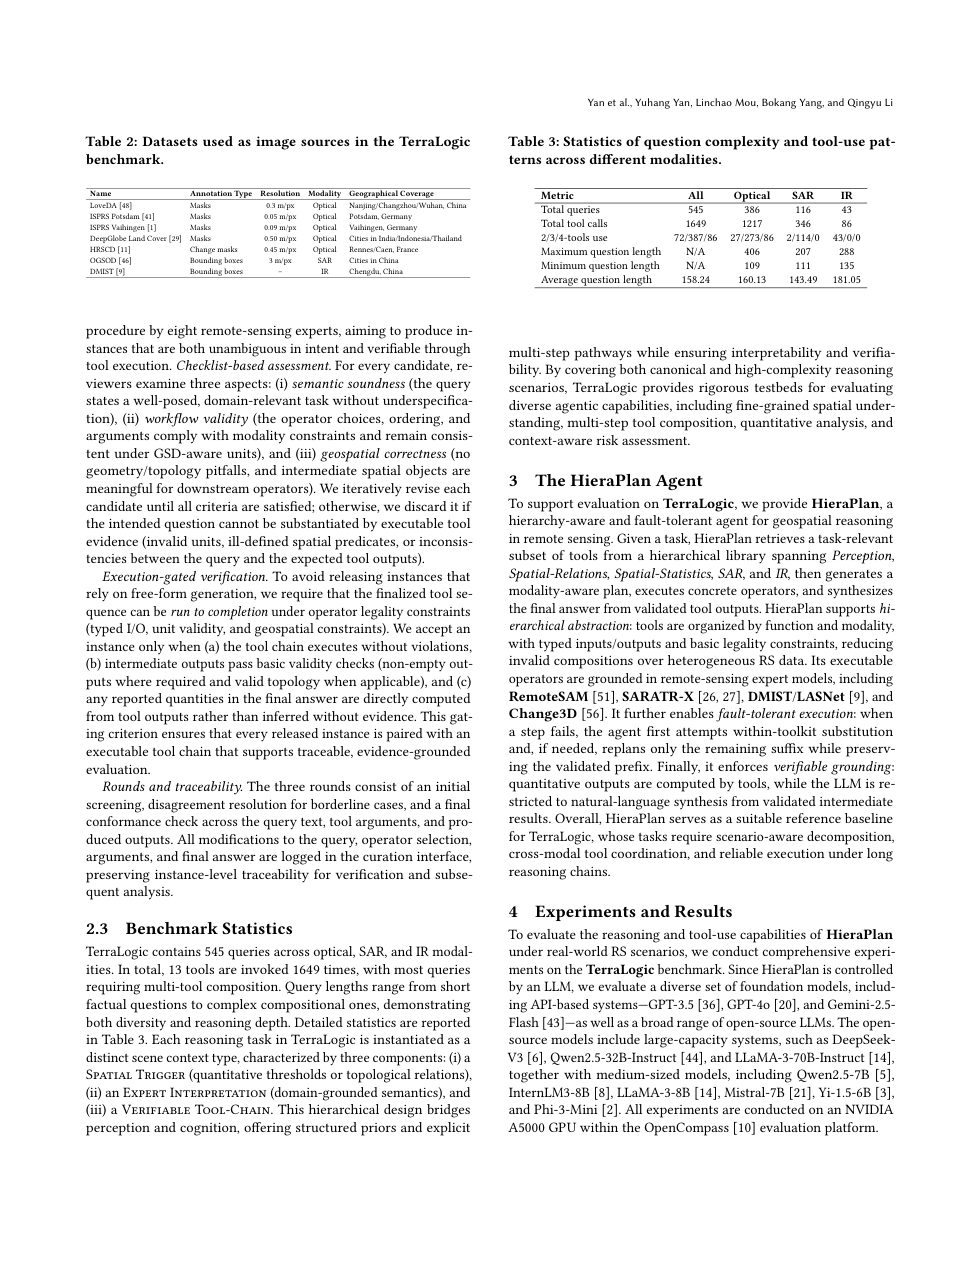 Yan et al., Yuhang Yan, Linchao Mou, Bokang Yang, and Qingyu Li
Table 2: Datasets used as image sources in the TerraLogic
benchmark.
Name Annotation Type Resolution Modality Geographical Coverage
LoveDA [48] Masks 0.3 m/px Optical Nanjing/Changzhou/Wuhan, China
ISPRS Potsdam [41] Masks 0.05 m/px Optical Potsdam, Germany
ISPRS Vaihingen [1] Masks 0.09 m/px Optical Vaihingen, Germany
DeepGlobe Land Cover [29] Masks 0.50 m/px Optical Cities in India/Indonesia/Thailand
HRSCD [11] Change masks 0.45 m/px Optical Rennes/Caen, France
OGSOD [46] Bounding boxes 3 m/px SAR Cities in China
DMIST [9] Bounding boxes – IR Chengdu, China
procedure by eight remote-sensing experts, aiming to produce in-
stances that are both unambiguous in intent and verifiable through
tool execution. Checklist-based assessment. For every candidate, re-
viewers examine three aspects: (i) semantic soundness (the query
states a well-posed, domain-relevant task without underspecifica-
tion), (ii) workflow validity (the operator choices, ordering, and
arguments comply with modality constraints and remain consis-
tent under GSD-aware units), and (iii) geospatial correctness (no
geometry/topology pitfalls, and intermediate spatial objects are
meaningful for downstream operators). We iteratively revise each
candidate until all criteria are satisfied; otherwise, we discard it if
the intended question cannot be substantiated by executable tool
evidence (invalid units, ill-defined spatial predicates, or inconsis-
tencies between the query and the expected tool outputs).
Execution-gated verification. To avoid releasing instances that
rely on free-form generation, we require that the finalized tool se-
quence can be run to completion under operator legality constraints
(typed I/O, unit validity, and geospatial constraints). We accept an
instance only when (a) the tool chain executes without violations,
(b) intermediate outputs pass basic validity checks (non-empty out-
puts where required and valid topology when applicable), and (c)
any reported quantities in the final answer are directly computed
from tool outputs rather than inferred without evidence. This gat-
ing criterion ensures that every released instance is paired with an
executable tool chain that supports traceable, evidence-grounded
evaluation.
Rounds and traceability. The three rounds consist of an initial
screening, disagreement resolution for borderline cases, and a final
conformance check across the query text, tool arguments, and pro-
duced outputs. All modifications to the query, operator selection,
arguments, and final answer are logged in the curation interface,
preserving instance-level traceability for verification and subse-
quent analysis.
2.3 Benchmark Statistics
TerraLogic contains 545 queries across optical, SAR, and IR modal-
ities. In total, 13 tools are invoked 1649 times, with most queries
requiring multi-tool composition. Query lengths range from short
factual questions to complex compositional ones, demonstrating
both diversity and reasoning depth. Detailed statistics are reported
in Table 3. Each reasoning task in TerraLogic is instantiated as a
distinct scene context type, characterized by three components: (i) a
Spatial Trigger (quantitative thresholds or topological relations),
(ii) an Expert Interpretation (domain-grounded semantics), and
(iii) a Verifiable Tool-Chain. This hierarchical design bridges
perception and cognition, offering structured priors and explicit
Table 3: Statistics of question complexity and tool-use pat-
terns across different modalities.
Metric All Optical SAR IR
Total queries 545 386 116 43
Total tool calls 1649 1217 346 86
2/3/4-tools use 72/387/86 27/273/86 2/114/0 43/0/0
Maximum question length N/A 406 207 288
Minimum question length N/A 109 111 135
Average question length 158.24 160.13 143.49 181.05
multi-step pathways while ensuring interpretability and verifia-
bility. By covering both canonical and high-complexity reasoning
scenarios, TerraLogic provides rigorous testbeds for evaluating
diverse agentic capabilities, including fine-grained spatial under-
standing, multi-step tool composition, quantitative analysis, and
context-aware risk assessment.
3 The HieraPlan Agent
To support evaluation on TerraLogic, we provide HieraPlan, a
hierarchy-aware and fault-tolerant agent for geospatial reasoning
in remote sensing. Given a task, HieraPlan retrieves a task-relevant
subset of tools from a hierarchical library spanning Perception,
Spatial-Relations, Spatial-Statistics, SAR, and IR, then generates a
modality-aware plan, executes concrete operators, and synthesizes
the final answer from validated tool outputs. HieraPlan supports hi-
erarchical abstraction: tools are organized by function and modality,
with typed inputs/outputs and basic legality constraints, reducing
invalid compositions over heterogeneous RS data. Its executable
operators are grounded in remote-sensing expert models, including
RemoteSAM [51], SARATR-X [26, 27], DMIST/LASNet [9], and
Change3D [56]. It further enables fault-tolerant execution: when
a step fails, the agent first attempts within-toolkit substitution
and, if needed, replans only the remaining suffix while preserv-
ing the validated prefix. Finally, it enforces verifiable grounding:
quantitative outputs are computed by tools, while the LLM is re-
stricted to natural-language synthesis from validated intermediate
results. Overall, HieraPlan serves as a suitable reference baseline
for TerraLogic, whose tasks require scenario-aware decomposition,
cross-modal tool coordination, and reliable execution under long
reasoning chains.
4 Experiments and Results
To evaluate the reasoning and tool-use capabilities of HieraPlan
under real-world RS scenarios, we conduct comprehensive experi-
ments on the TerraLogic benchmark. Since HieraPlan is controlled
by an LLM, we evaluate a diverse set of foundation models, includ-
ing API-based systems—GPT-3.5 [36], GPT-4o [20], and Gemini-2.5-
Flash [43]—as well as a broad range of open-source LLMs. The open-
source models include large-capacity systems, such as DeepSeek-
V3 [6], Qwen2.5-32B-Instruct [44], and LLaMA-3-70B-Instruct [14],
together with medium-sized models, including Qwen2.5-7B [5],
InternLM3-8B [8], LLaMA-3-8B [14], Mistral-7B [21], Yi-1.5-6B [3],
and Phi-3-Mini [2]. All experiments are conducted on an NVIDIA
A5000 GPU within the OpenCompass [10] evaluation platform.